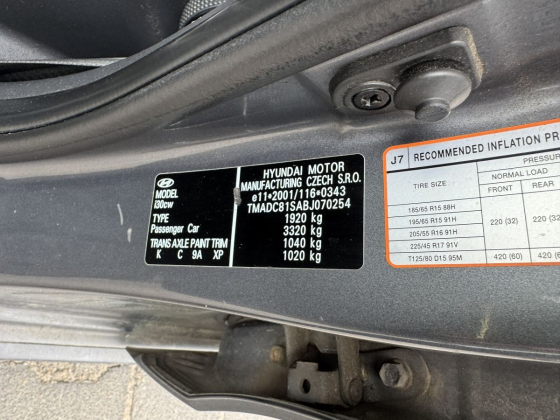 MODEL
i30cw
TYPE
Passenger Car
TRANS AXLE PAINT TRIM
K C 9A XP
HYUNDAI MOTOR
MANUFACTURING CZECH S.R.O.
e11*2001/116*0343
TMADC81SABJ070254
1920 kg
3320 kg
1040 kg
1020 kg
J7 RECOMMENDED INFLATION PR
TIRE SIZE
PRESSUR
NORMAL LOAD
FRONT REAR
185/65 R15 88H
195/65 R15 91H
205/55 R16 91H
225/45 R17 91V
220 (32) 220 (32)
T125/80 D15 95M 420 (60) 420 (60)